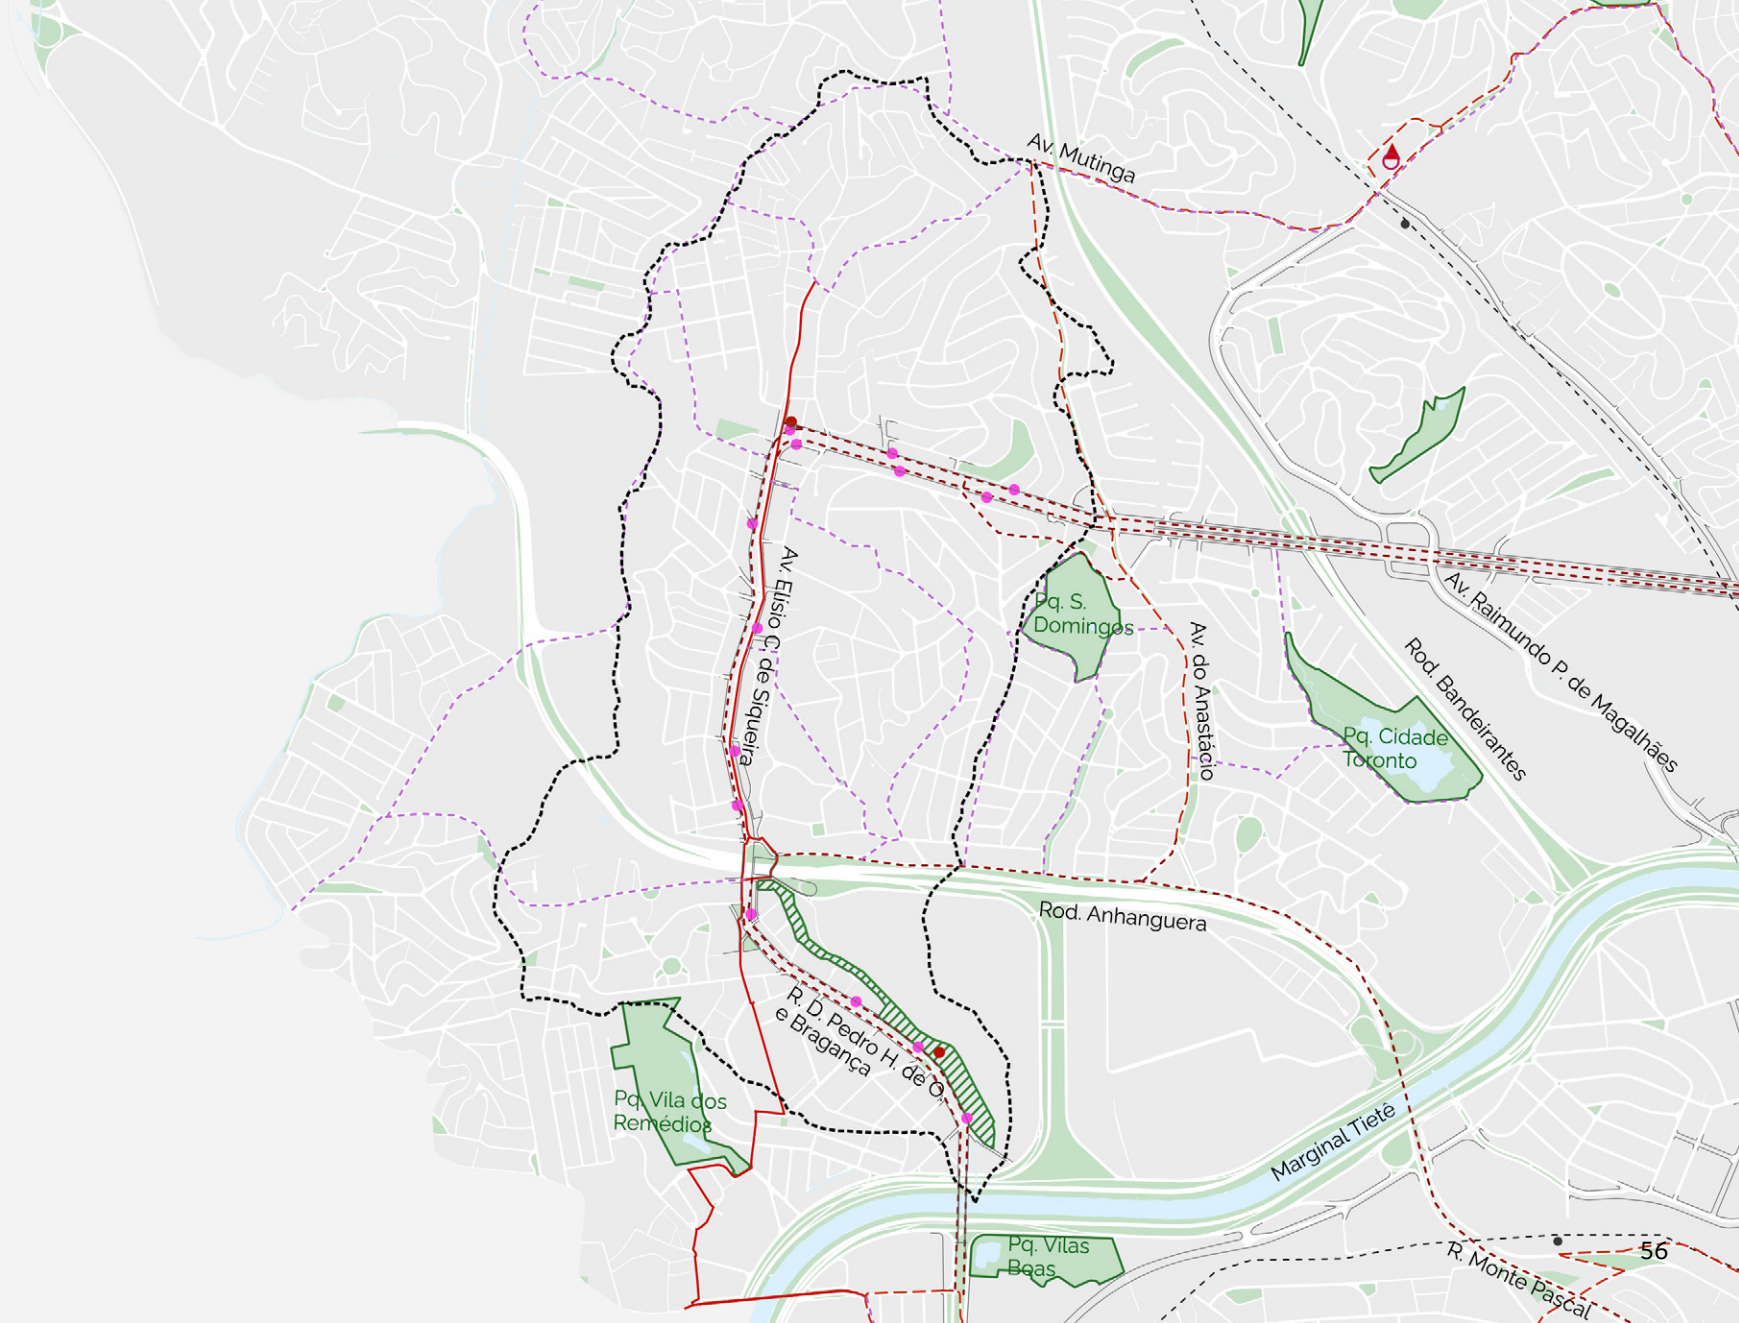 Av. Mutinga
Av. Elisio C. de Siqueira
Pq. S.
Domingos
Av. do Anastácio
Av. Raimundo P. de Magalhães
Rod. Bandeirantes
Pq. Cidade
Toronto
Rod. Anhanguera
R. D. Pedro H. de O.
e Bragança
Pq. Vila dos
Remédios
Marginal Tietê
Pq. Vilas
Boas
56
R. Monte Pascal